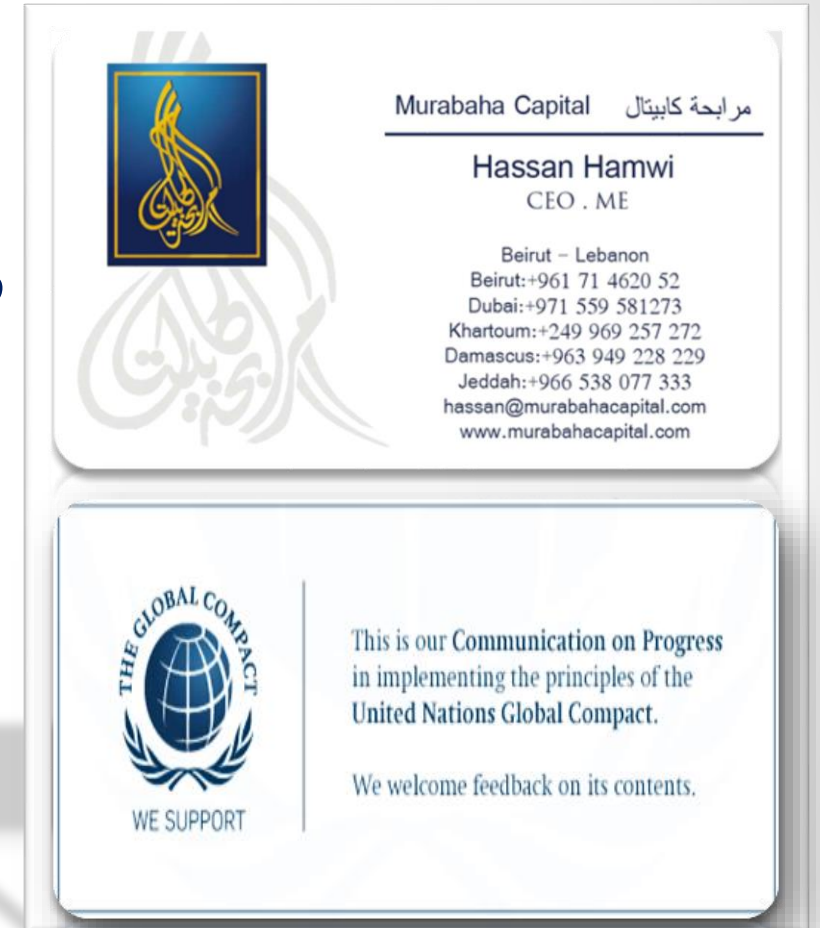 Murabaha Capital مرابحة كابيتال
Hassan Hamwi
CEO . ME
Beirut – Lebanon
Beirut:+961 71 4620 52
Dubai:+971 559 581273
Khartoum:+249 969 257 272
Damascus:+963 949 228 229
Jeddah:+966 538 077 333
hassan@murabahacapital.com
www.murabahacapital.com
THE GLOBAL COMPACT
WE SUPPORT
This is our Communication on Progress
in implementing the principles of the
United Nations Global Compact.
We welcome feedback on its contents.